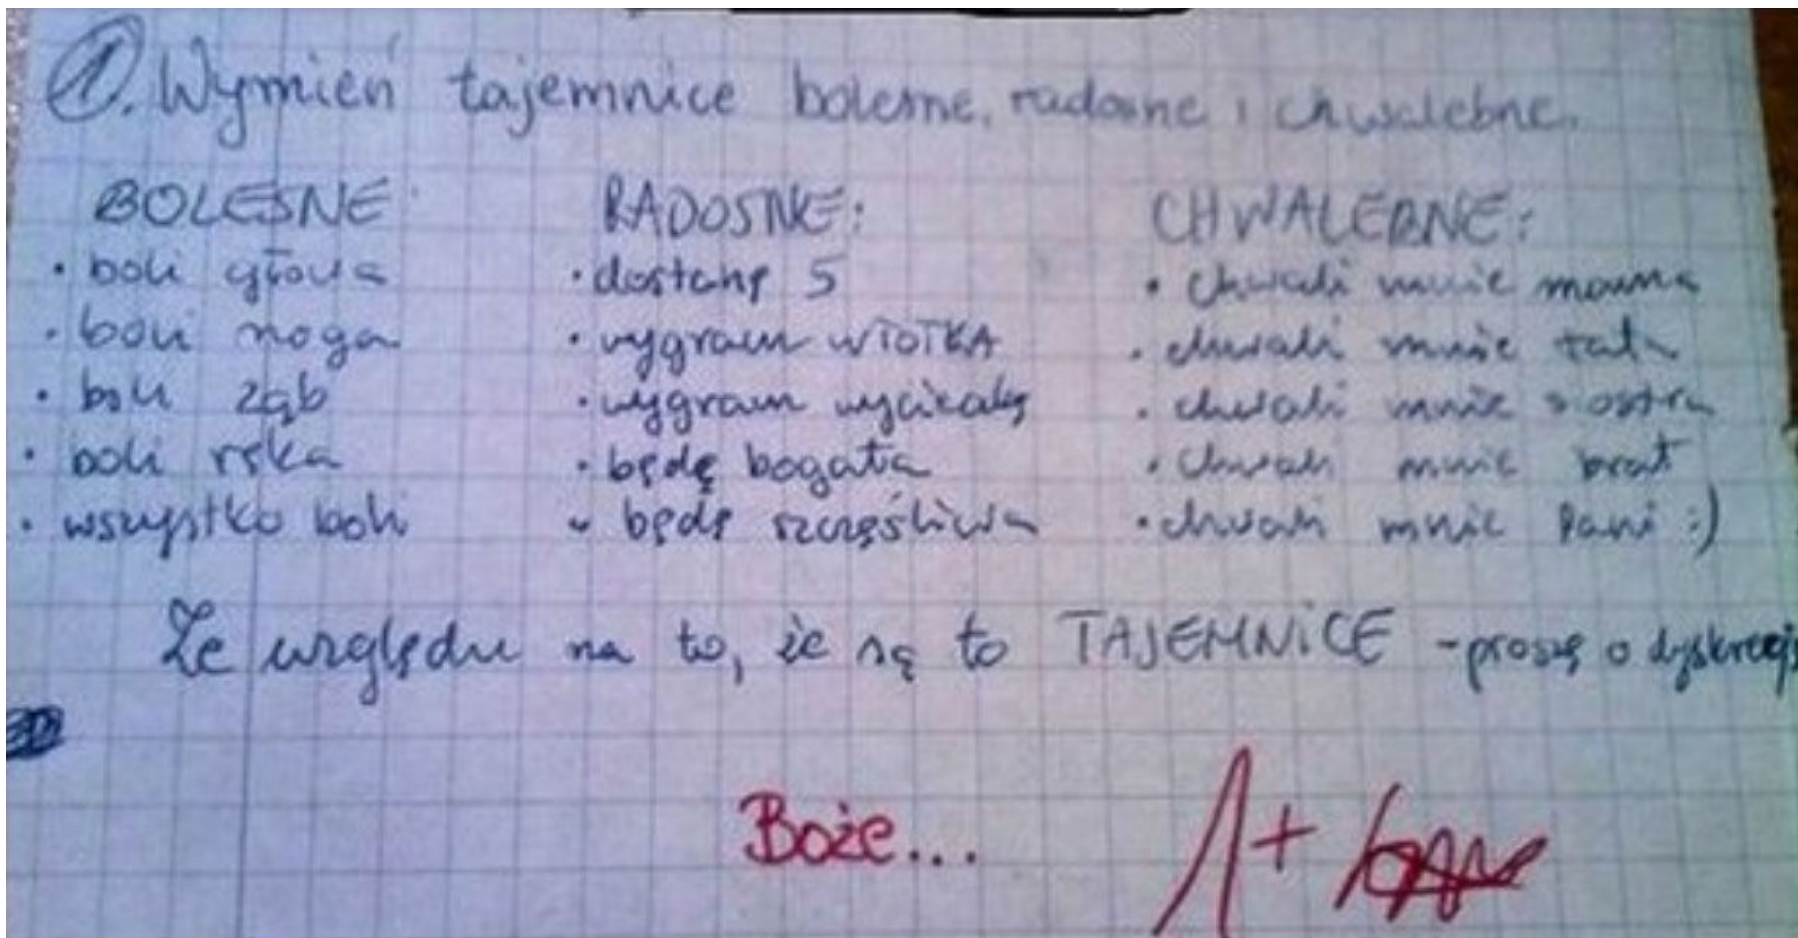 1. Wymień tajemnice bolesne, radosne i chwalebne.
BOLESNE: RADOSNE: CHWALEBNE:
• boli głowa • dostanę 5 • chwali mnie mama
• boli noga • wygram wTOTKA • chwali mnie tata
• boli ząb • wygram wycieczkę • chwali mnie siostra
• boli ręka • będę bogata • chwali mnie brat
• wszystko boli • będę szczęśliwa • chwali mnie Pani :)
Ze względu na to, że są to TAJEMNICE - proszę o dyskrecję
Boże... 1+